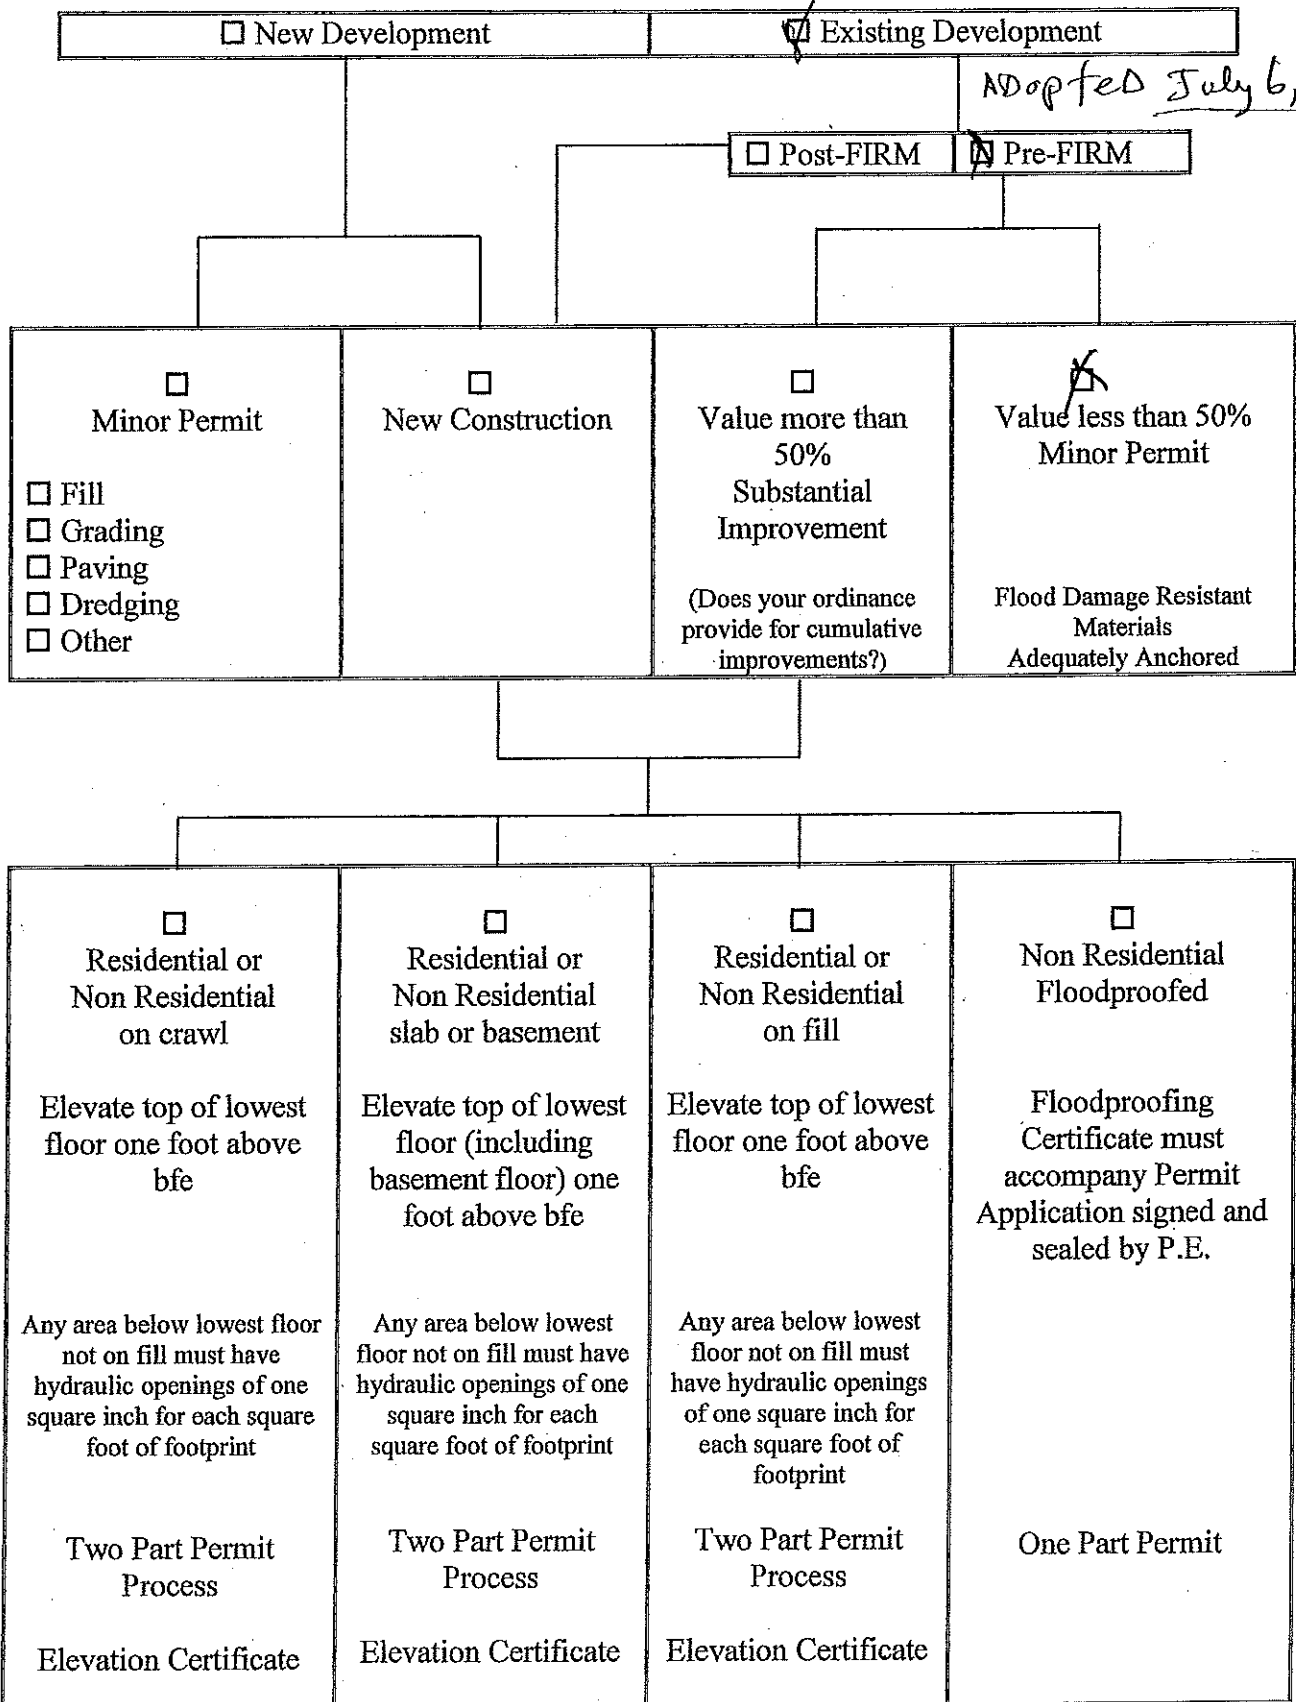 ☐ New Development
☑ Existing Development
ADopteD July 6,
☐ Post-FIRM
☒ Pre-FIRM
☐
Minor Permit
☐ Fill
☐ Grading
☐ Paving
☐ Dredging
☐ Other
☐
New Construction
☐
Value more than
50%
Substantial
Improvement
(Does your ordinance
provide for cumulative
improvements?)
☒
Value less than 50%
Minor Permit
Flood Damage Resistant
Materials
Adequately Anchored
☐
Residential or
Non Residential
on crawl
Elevate top of lowest
floor one foot above
bfe
Any area below lowest floor
not on fill must have
hydraulic openings of one
square inch for each square
foot of footprint
Two Part Permit
Process
Elevation Certificate
☐
Residential or
Non Residential
slab or basement
Elevate top of lowest
floor (including
basement floor) one
foot above bfe
Any area below lowest
floor not on fill must have
hydraulic openings of one
square inch for each
square foot of footprint
Two Part Permit
Process
Elevation Certificate
☐
Residential or
Non Residential
on fill
Elevate top of lowest
floor one foot above
bfe
Any area below lowest
floor not on fill must
have hydraulic openings
of one square inch for
each square foot of
footprint
Two Part Permit
Process
Elevation Certificate
☐
Non Residential
Floodproofed
Floodproofing
Certificate must
accompany Permit
Application signed and
sealed by P.E.
One Part Permit